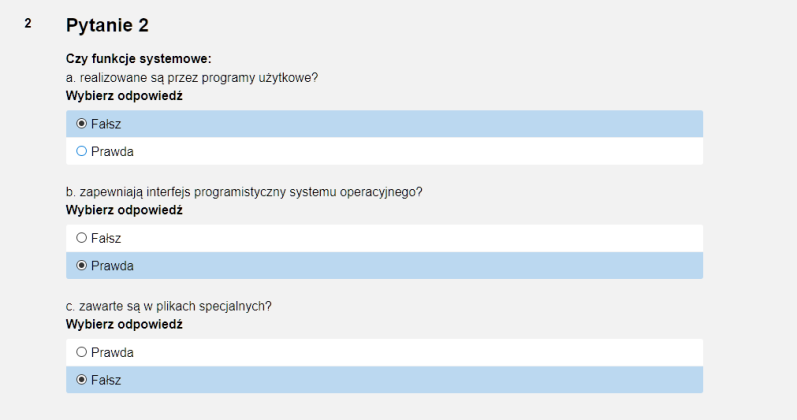 2
Pytanie 2
Czy funkcje systemowe:
a. realizowane są przez programy użytkowe?
Wybierz odpowiedź
Fałsz
Prawda
b. zapewniają interfejs programistyczny systemu operacyjnego?
Wybierz odpowiedź
Fałsz
Prawda
c. zawarte są w plikach specjalnych?
Wybierz odpowiedź
Prawda
Fałsz